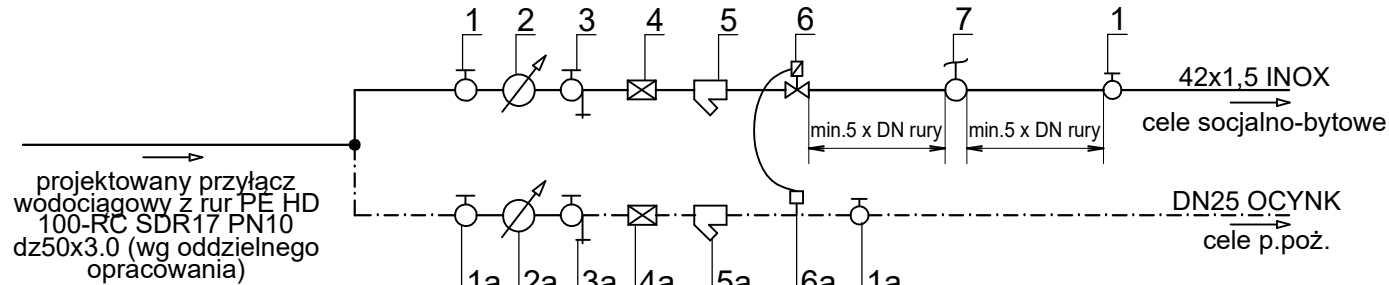 1 2 3 4 5 6 7 1
42x1,5 INOX
cele socjalno-bytowe
min.5 x DN rury min.5 x DN rury
projektowany przyłącz
wodociągowy z rur PE HD
100-RC SDR17 PN10
dz50x3.0 (wg oddzielnego
opracowania)
DN25 OCYNK
cele p.poż.
1a 2a 3a 4a 5a 6a 1a